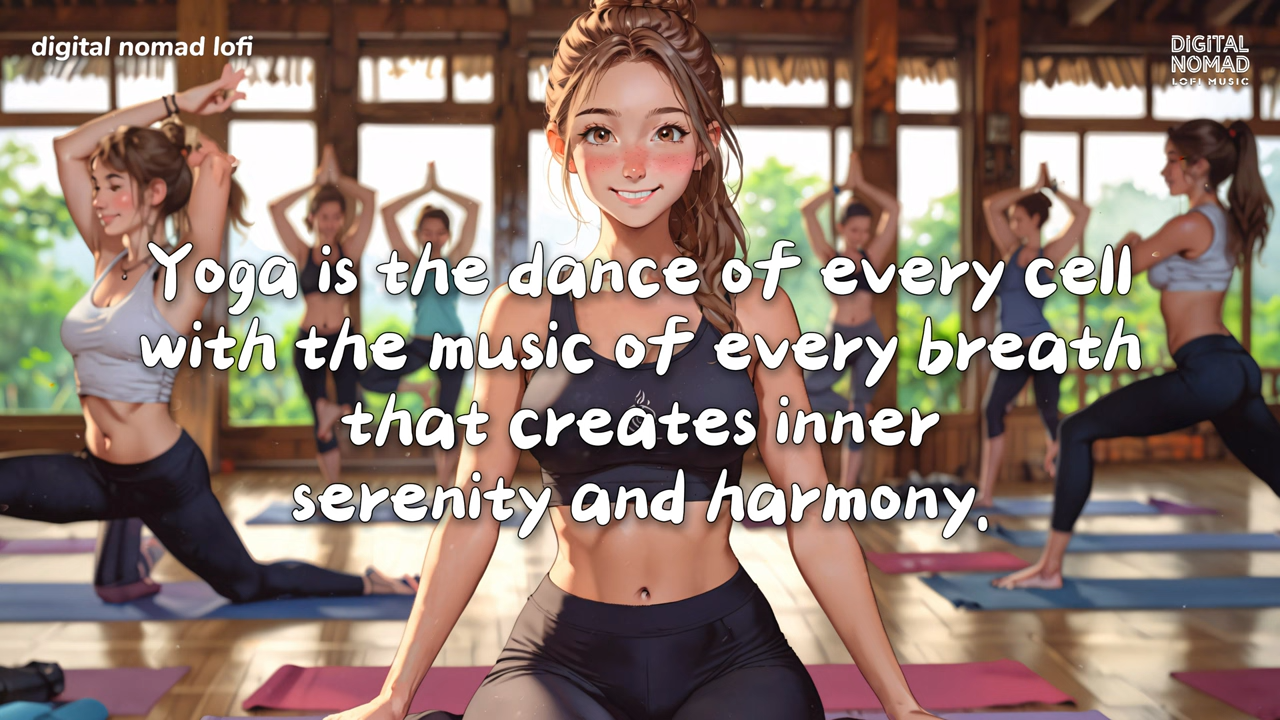 digital nomad lofi
DIGITAL
NOMAD
LOFI MUSIC
Yoga is the dance of every cell
with the music of every breath
that creates inner
serenity and harmony.